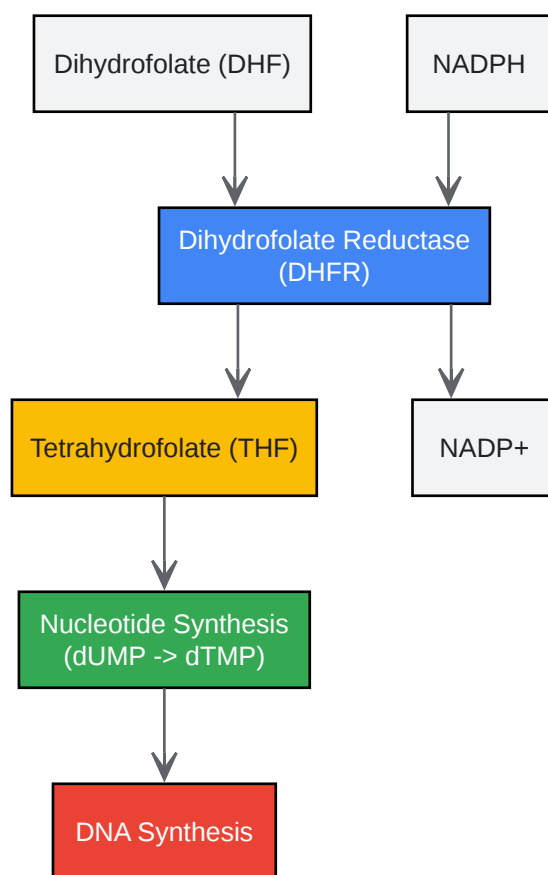 Dihydrofolate (DHF)
NADPH
Dihydrofolate Reductase
(DHFR)
Tetrahydrofolate (THF)
NADP+
Nucleotide Synthesis
(dUMP -> dTMP)
DNA Synthesis